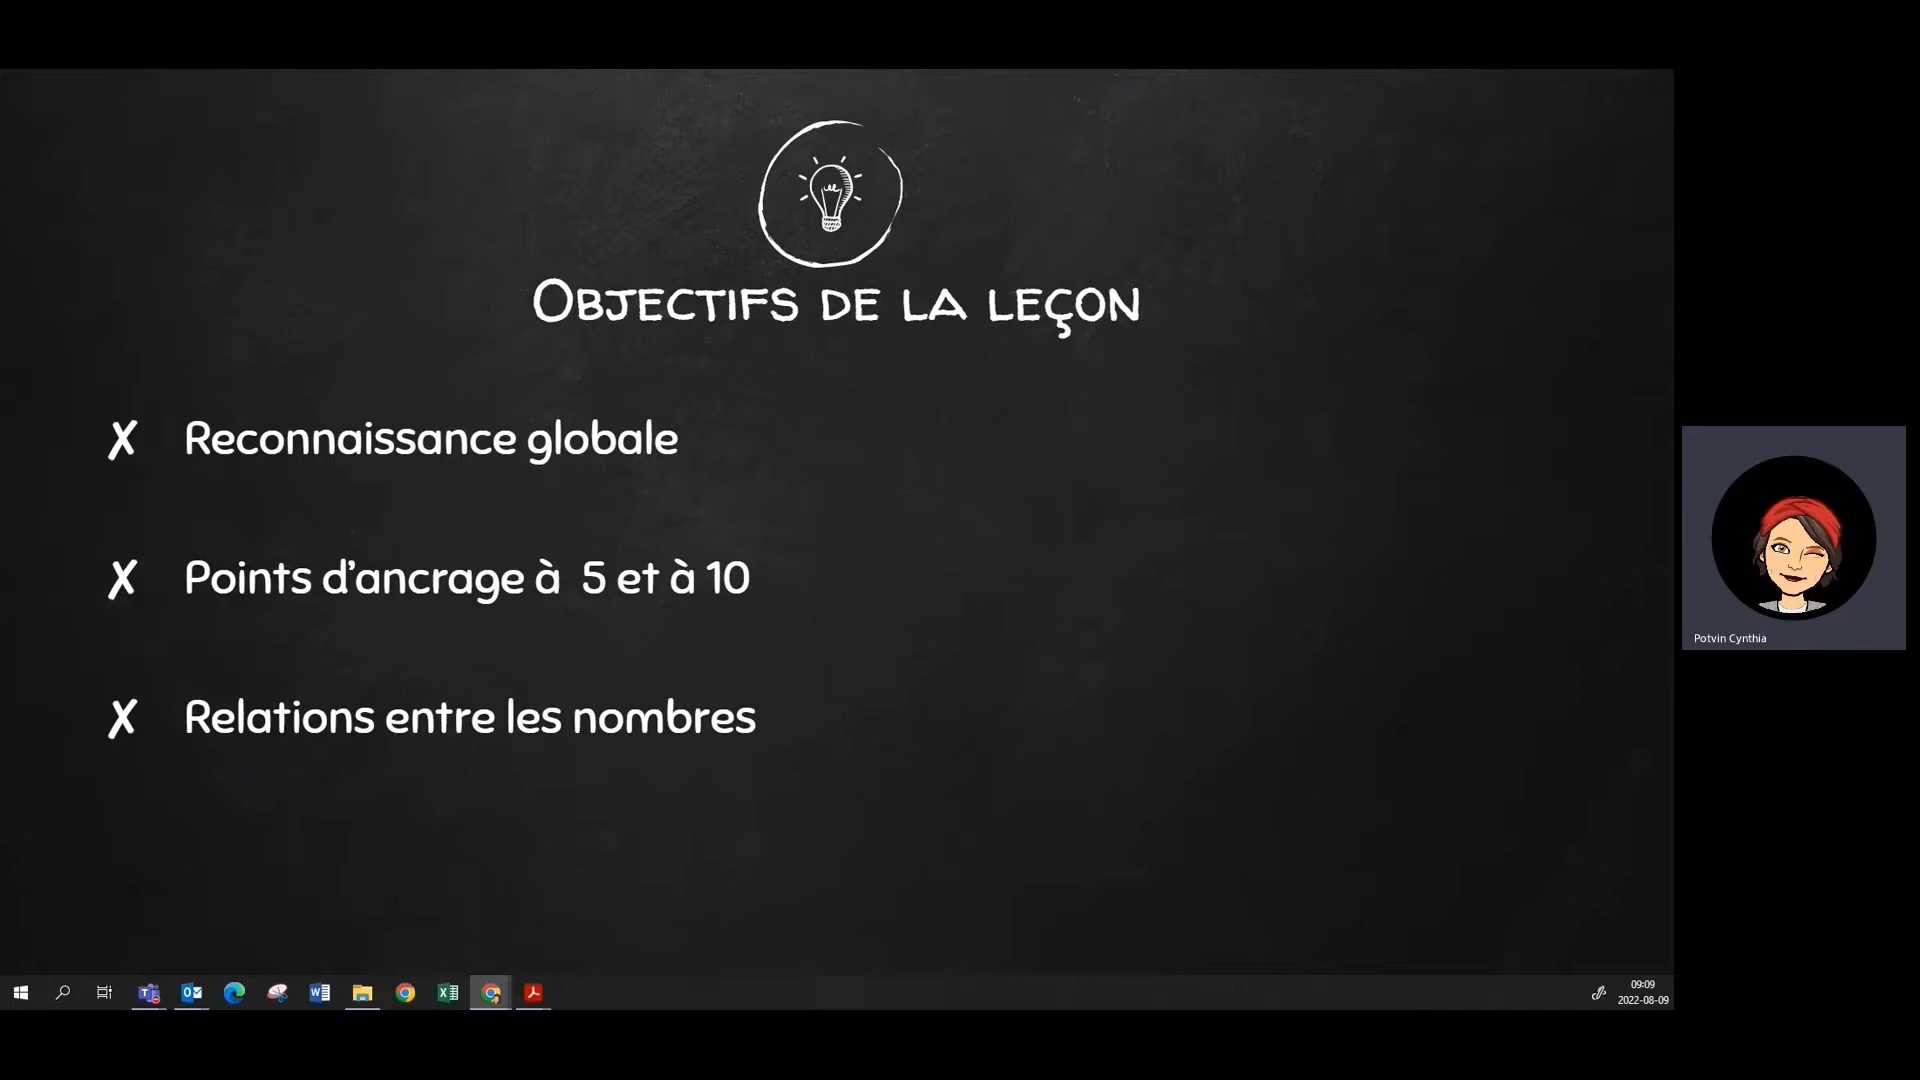 Objectifs de la leçon
✗ Reconnaissance globale
✗ Points d'ancrage à 5 et à 10
✗ Relations entre les nombres
Potvin Cynthia
09:09
2022-08-09